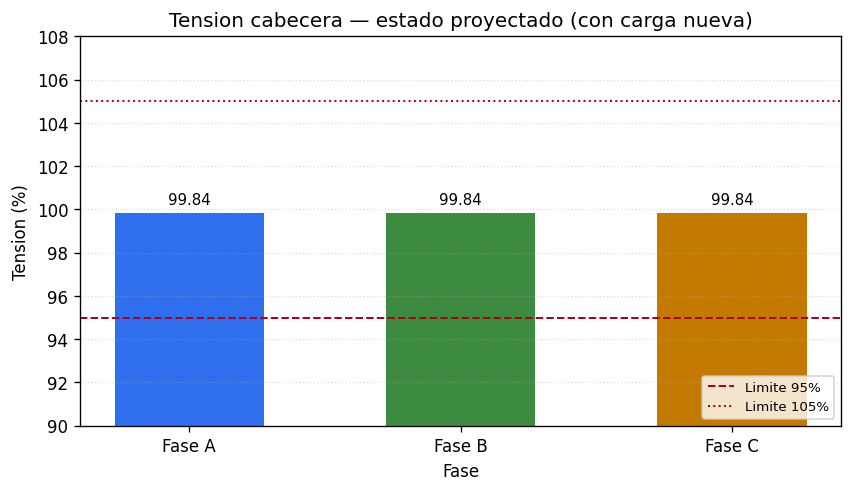 Tension cabecera — estado proyectado (con carga nueva)
108
106
104
102
100
98
96
94
92
90
Tension (%)
99.84
99.84
99.84
Limite 95%
Limite 105%
Fase A
Fase B
Fase C
Fase